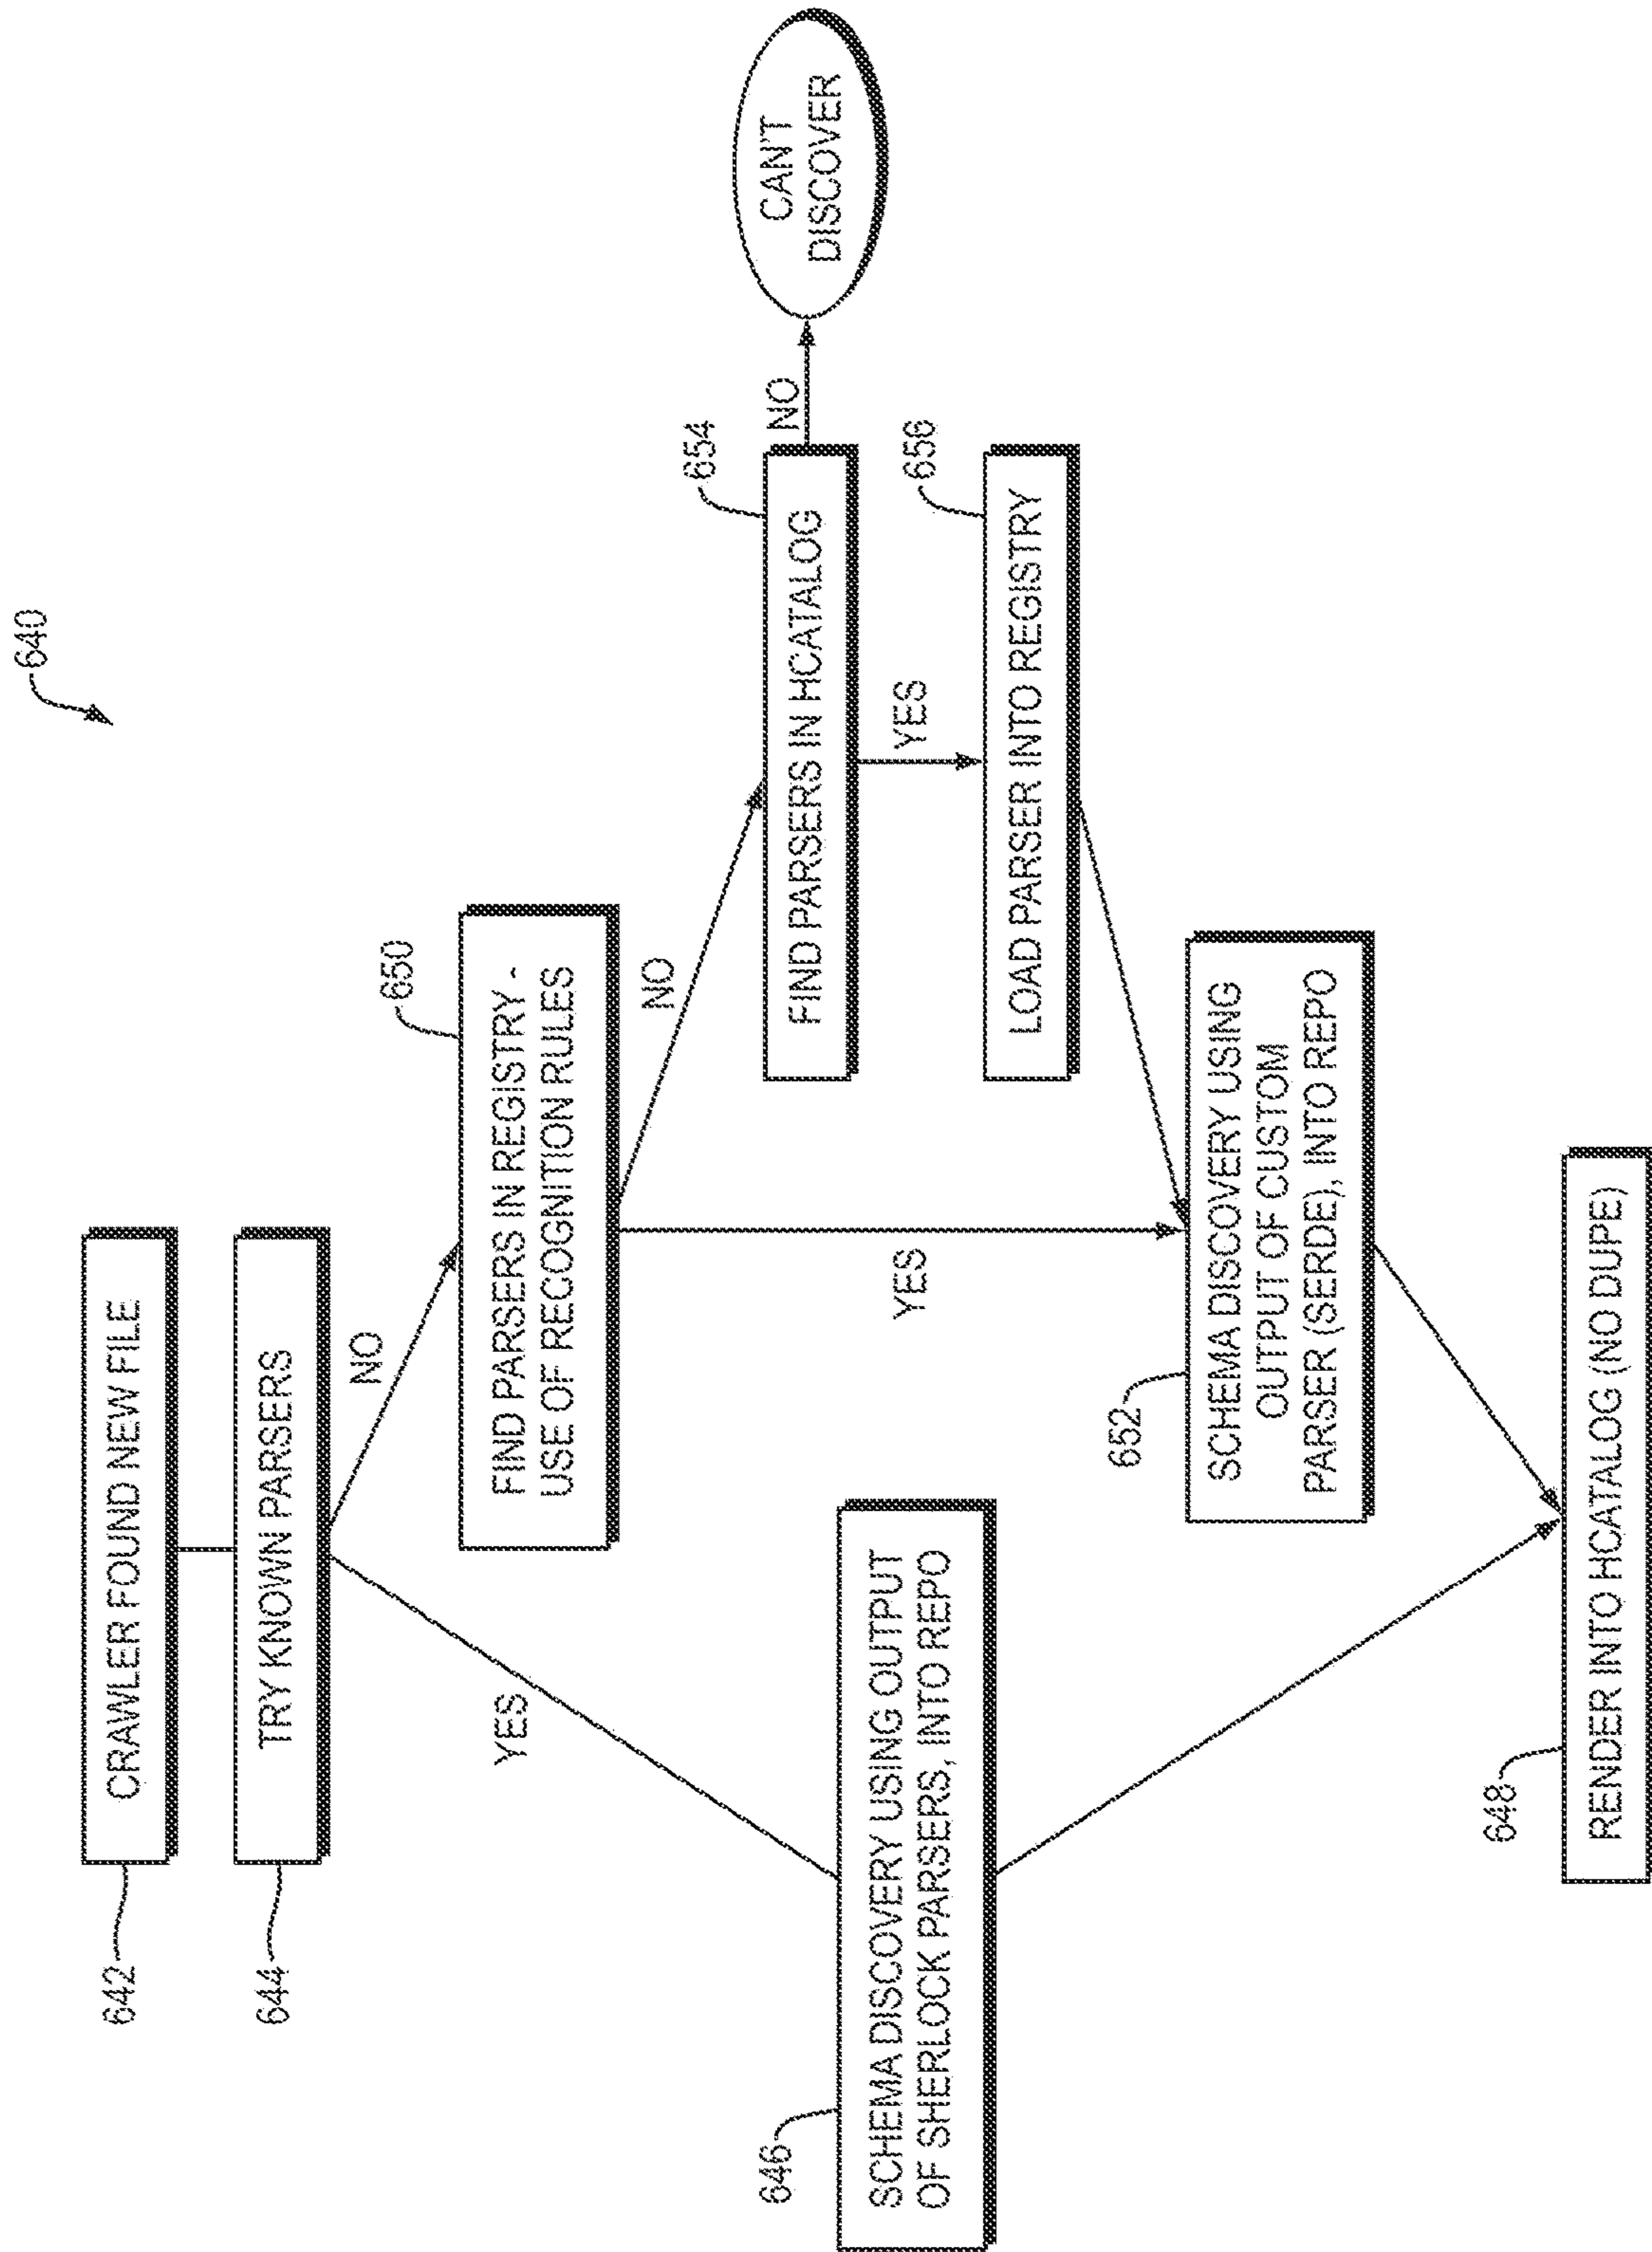 640
642
CRAWLER FOUND NEW FILE
644
TRY KNOWN PARSERS
NO
YES
650
FIND PARSERS IN REGISTRY -
USE OF RECOGNITION RULES
NO
YES
654
FIND PARSERS IN HCATALOG
NO
CAN'T
DISCOVER
YES
656
LOAD PARSER INTO REGISTRY
646
SCHEMA DISCOVERY USING OUTPUT
OF SHERLOCK PARSERS, INTO REPO
652
SCHEMA DISCOVERY USING
OUTPUT OF CUSTOM
PARSER (SERDE), INTO REPO
648
RENDER INTO HCATALOG (NO DUPE)